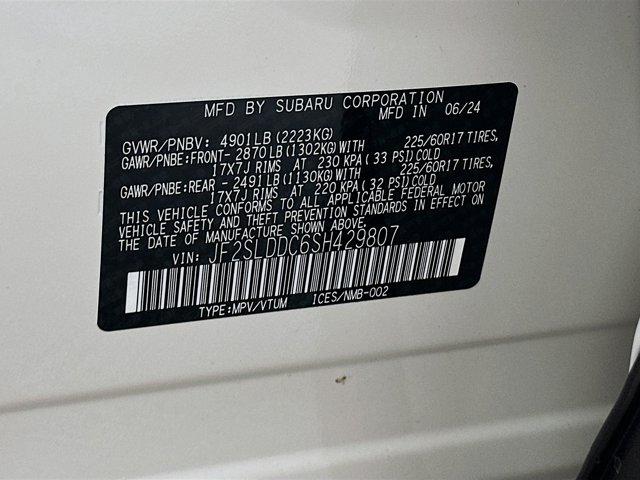 MFD BY SUBARU CORPORATION
MFD IN 06/24
GVWR/PNBV: 4901LB(2223KG)
GAWR/PNBE:FRONT- 2870LB(1302KG)WITH 225/60R17 TIRES,
17X7J RIMS AT 230 KPA (33 PSI)COLD
GAWR/PNBE:REAR - 2491LB(1130KG)WITH 225/60R17 TIRES,
17X7J RIMS AT 220 KPA (32 PSI)COLD
THIS VEHICLE CONFORMS TO ALL APPLICABLE FEDERAL MOTOR
VEHICLE SAFETY AND THEFT PREVENTION STANDARDS IN EFFECT ON
THE DATE OF MANUFACTURE SHOWN ABOVE.
VIN: JF2SLDDC6SH429807
TYPE:MPV/VTUM ICES/NMB-002